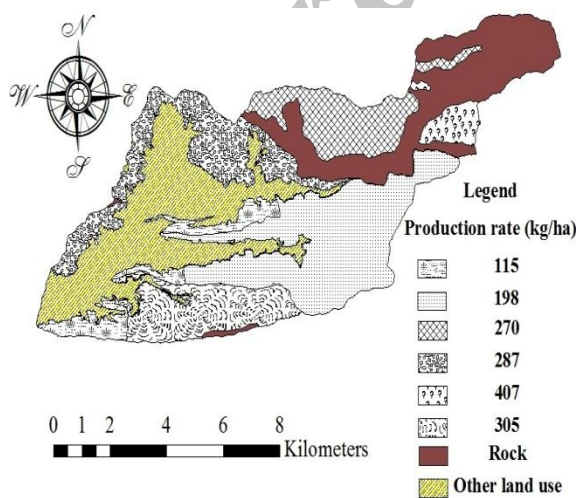 N
W E
S
Legend
Production rate (kg/ha)
115
198
270
287
407
305
Rock
Other land use
0 1 2 4 6 8
Kilometers